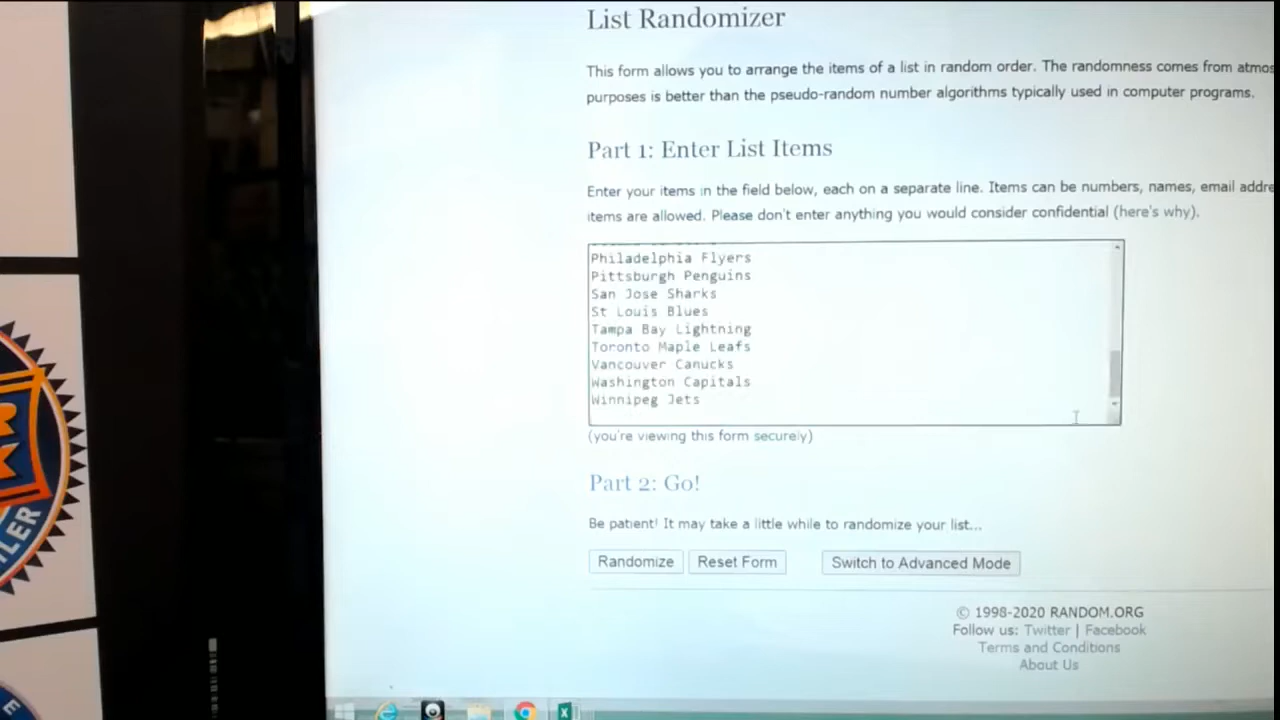 List Randomizer
This form allows you to arrange the items of a list in random order. The randomness comes from
purposes is better than the pseudo-random number algorithms typically used in computer programs.
Part 1: Enter List Items
Enter your items in the field below, each on a separate line. Items can be numbers, names, email
items are allowed. Please don't enter anything you would consider confidential (here's why).
Philadelphia Flyers
Pittsburgh Penguins
San Jose Sharks
St Louis Blues
Tampa Bay Lightning
Toronto Maple Leafs
Vancouver Canucks
Washington Capitals
Winnipeg Jets
(you're viewing this form securely)
Part 2: Go!
Be patient! It may take a little while to randomize your list...
Randomize Reset Form Switch to Advanced Mode
© 1998-2020 RANDOM.ORG
Follow us: Twitter | Facebook
Terms and Conditions
About Us